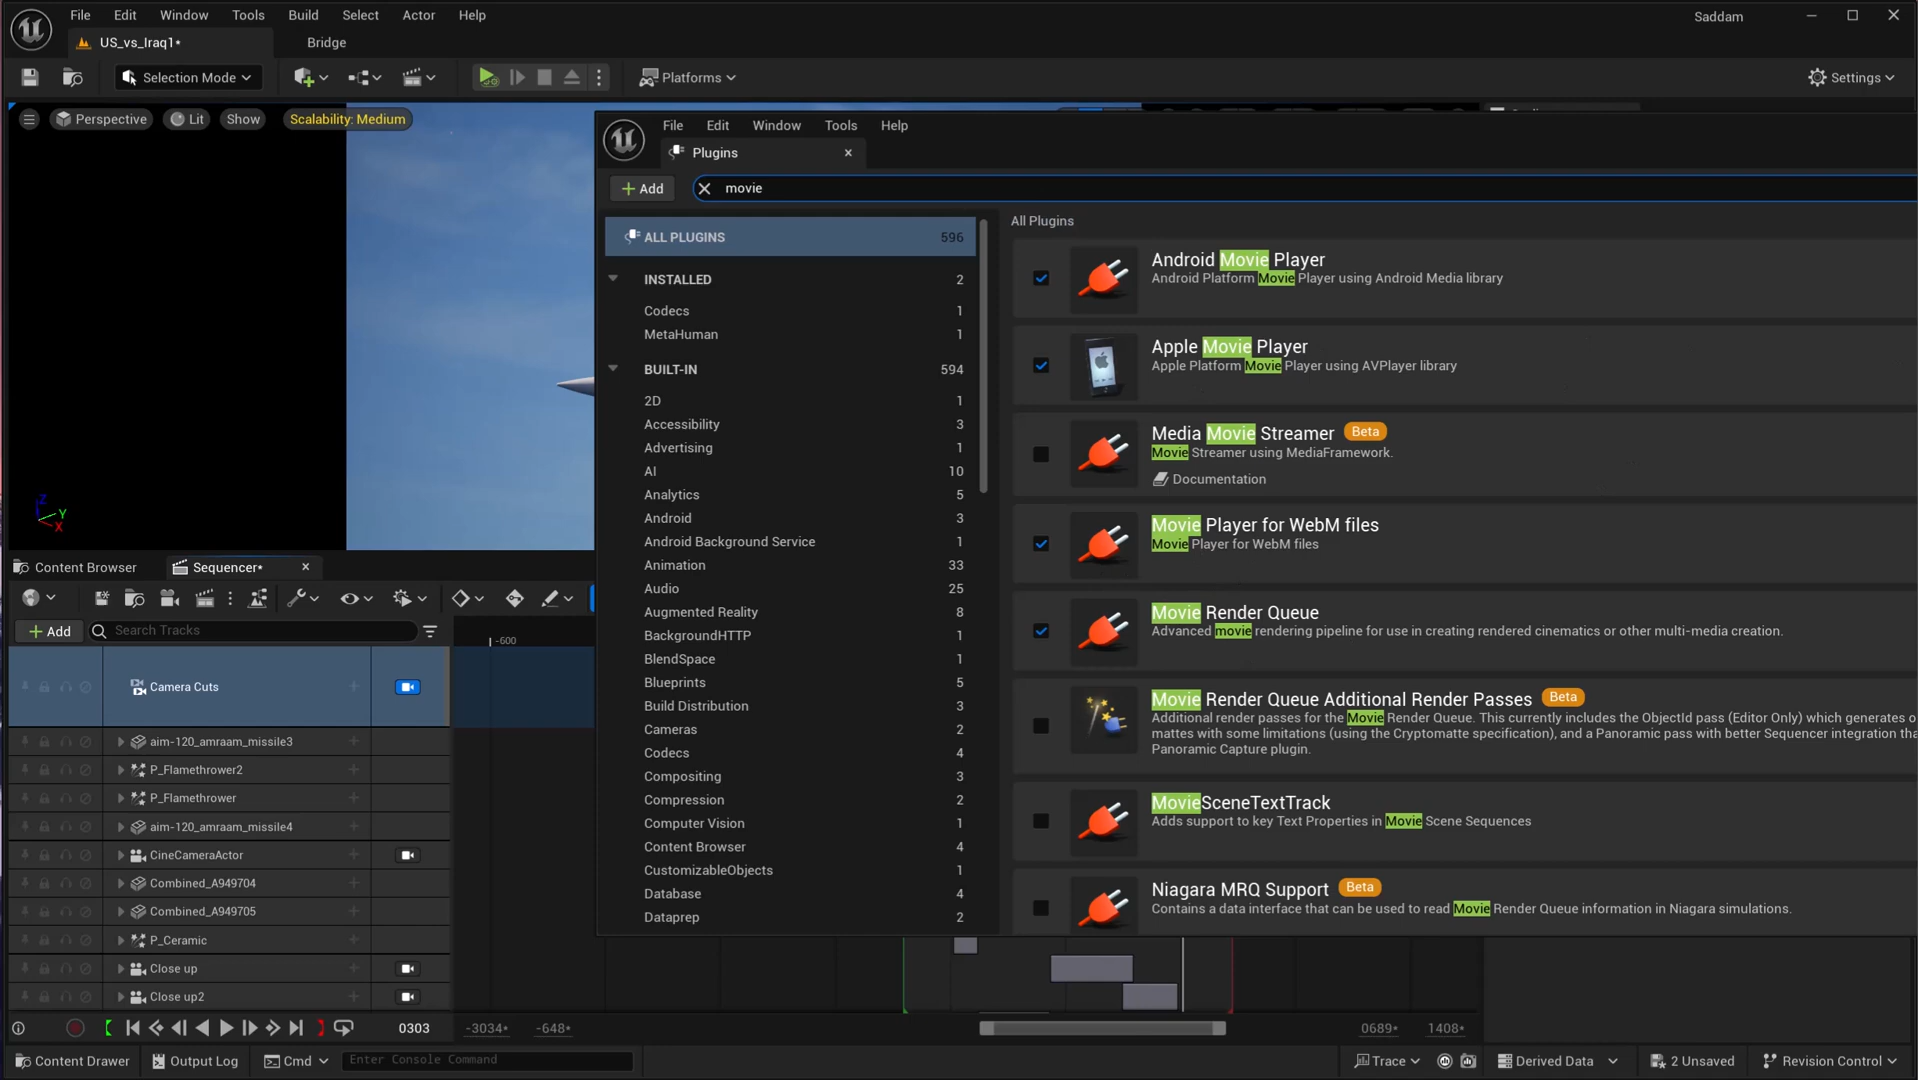 File Edit Window Tools Build Select Actor Help
Saddam
US_vs_Iraq1*
Bridge
Selection Mode
Platforms
Settings
Perspective
Lit
Show
Scalability: Medium
File Edit Window Tools Help
Plugins
Add
movie
ALL PLUGINS 596
INSTALLED 2
Codecs 1
MetaHuman 1
BUILT-IN 594
2D 1
Accessibility 3
Advertising 1
AI 10
Analytics 5
Android 3
Android Background Service 1
Animation 33
Audio 25
Augmented Reality 8
BackgroundHTTP 1
BlendSpace 1
Blueprints 5
Build Distribution 3
Cameras 2
Codecs 4
Compositing 3
Compression 2
Computer Vision 1
Content Browser 4
CustomizableObjects 1
Database 4
Dataprep 2
All Plugins
Android Movie Player
Android Platform Movie Player using Android Media library
Apple Movie Player
Apple Platform Movie Player using AVPlayer library
Media Movie Streamer Beta
Movie Streamer using MediaFramework.
Documentation
Movie Player for WebM files
Movie Player for WebM files
Movie Render Queue
Advanced movie rendering pipeline for use in creating rendered cinematics or other multi-media creation.
Movie Render Queue Additional Render Passes Beta
Additional render passes for the Movie Render Queue. This currently includes the ObjectId pass (Editor Only) which generates o
mattes with some limitations (using the Cryptomatte specification), and a Panoramic pass with better Sequencer integration tha
Panoramic Capture plugin.
MovieSceneTextTrack
Adds support to key Text Properties in Movie Scene Sequences
Niagara MRQ Support Beta
Contains a data interface that can be used to read Movie Render Queue information in Niagara simulations.
Z
Y
X
Content Browser
Sequencer*
Add
Search Tracks
-600
Camera Cuts
aim-120_amraam_missile3
P_Flamethrower2
P_Flamethrower
aim-120_amraam_missile4
CineCameraActor
Combined_A949704
Combined_A949705
P_Ceramic
Close up
Close up2
0303
-3034*
-648*
0689*
1408*
Content Drawer
Output Log
Cmd
Enter Console Command
Trace
Derived Data
2 Unsaved
Revision Control